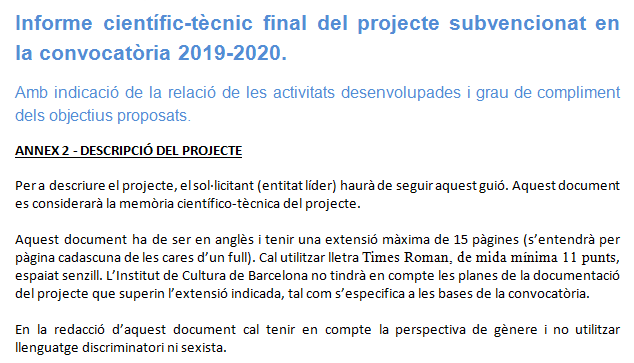 Informe científic-tècnic final del projecte subvencionat en
la convocatòria 2019-2020.
Amb indicació de la relació de les activitats desenvolupades i grau de compliment
dels objectius proposats.
ANNEX 2 - DESCRIPCIÓ DEL PROJECTE
Per a descriure el projecte, el sol·licitant (entitat líder) haurà de seguir aquest guió. Aquest document
es considerarà la memòria científico-tècnica del projecte.
Aquest document ha de ser en anglès i tenir una extensió màxima de 15 pàgines (s’entendrà per
pàgina cadascuna de les cares d’un full). Cal utilitzar lletra Times Roman, de mida mínima 11 punts,
espaiat senzill. L’Institut de Cultura de Barcelona no tindrà en compte les planes de la documentació
del projecte que superin l’extensió indicada, tal com s’especifica a les bases de la convocatòria.
En la redacció d’aquest document cal tenir en compte la perspectiva de gènere i no utilitzar
llenguatge discriminatori ni sexista.